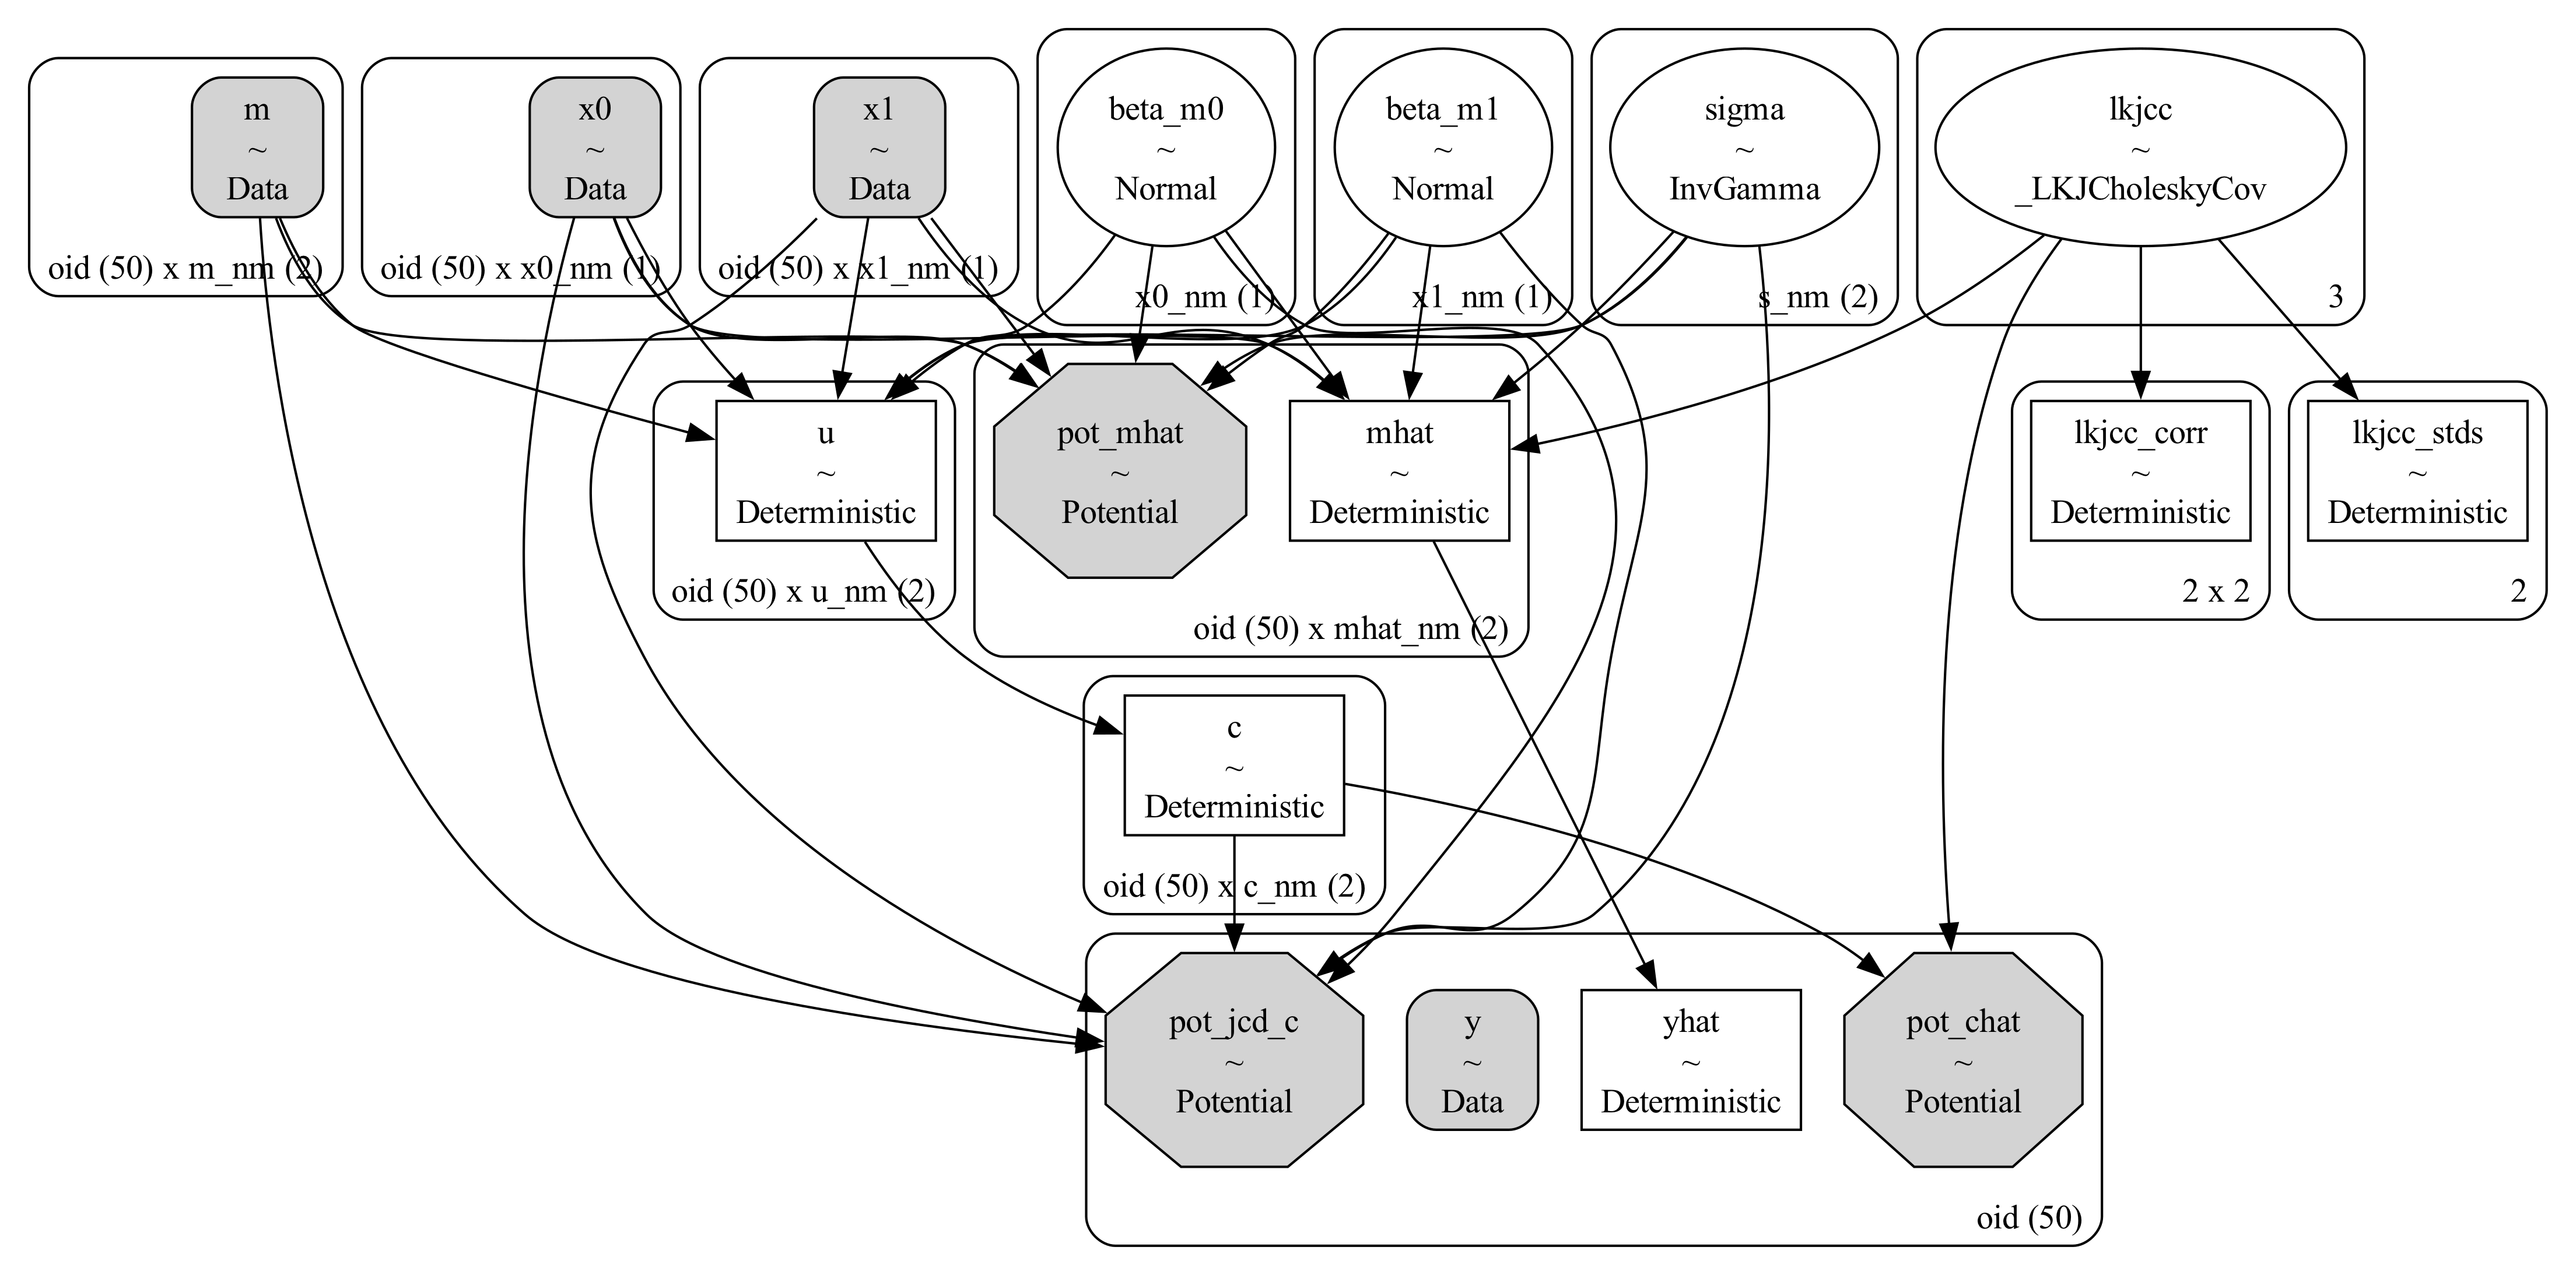 m
~
Data
oid (50) x m_nm (2)
x0
~
Data
oid (50) x x0_nm (1)
x1
~
Data
oid (50) x x1_nm (1)
beta_m0
~
Normal
x0_nm (1)
beta_m1
~
Normal
x1_nm (1)
sigma
~
InvGamma
s_nm (2)
lkjcc
~
_LKJCholeskyCov
3
u
~
Deterministic
oid (50) x u_nm (2)
pot_mhat
~
Potential
mhat
~
Deterministic
oid (50) x mhat_nm (2)
lkjcc_corr
~
Deterministic
2 x 2
lkjcc_stds
~
Deterministic
2
c
~
Deterministic
oid (50) x c_nm (2)
pot_jcd_c
~
Potential
y
~
Data
yhat
~
Deterministic
pot_chat
~
Potential
oid (50)